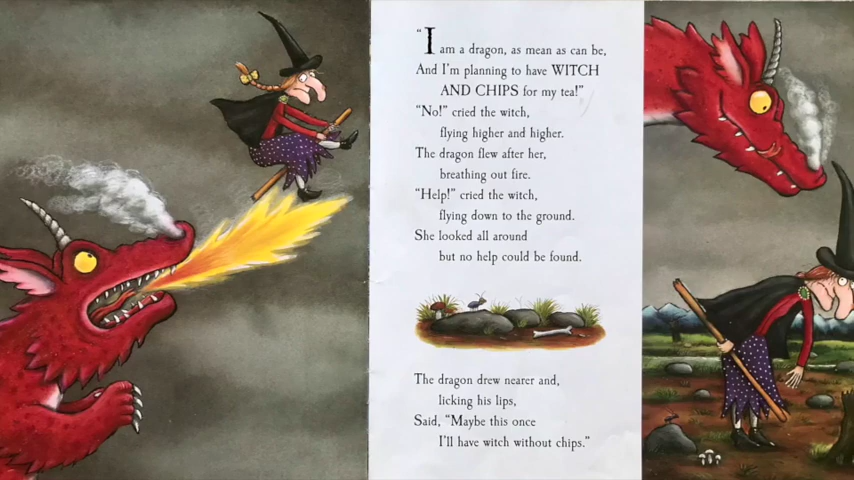 "I am a dragon, as mean as can be,
And I'm planning to have WITCH
AND CHIPS for my tea!"
"No!" cried the witch,
flying higher and higher.
The dragon flew after her,
breathing out fire.
"Help!" cried the witch,
flying down to the ground.
She looked all around
but no help could be found.
The dragon drew nearer and,
licking his lips,
Said, "Maybe this once
I'll have witch without chips."